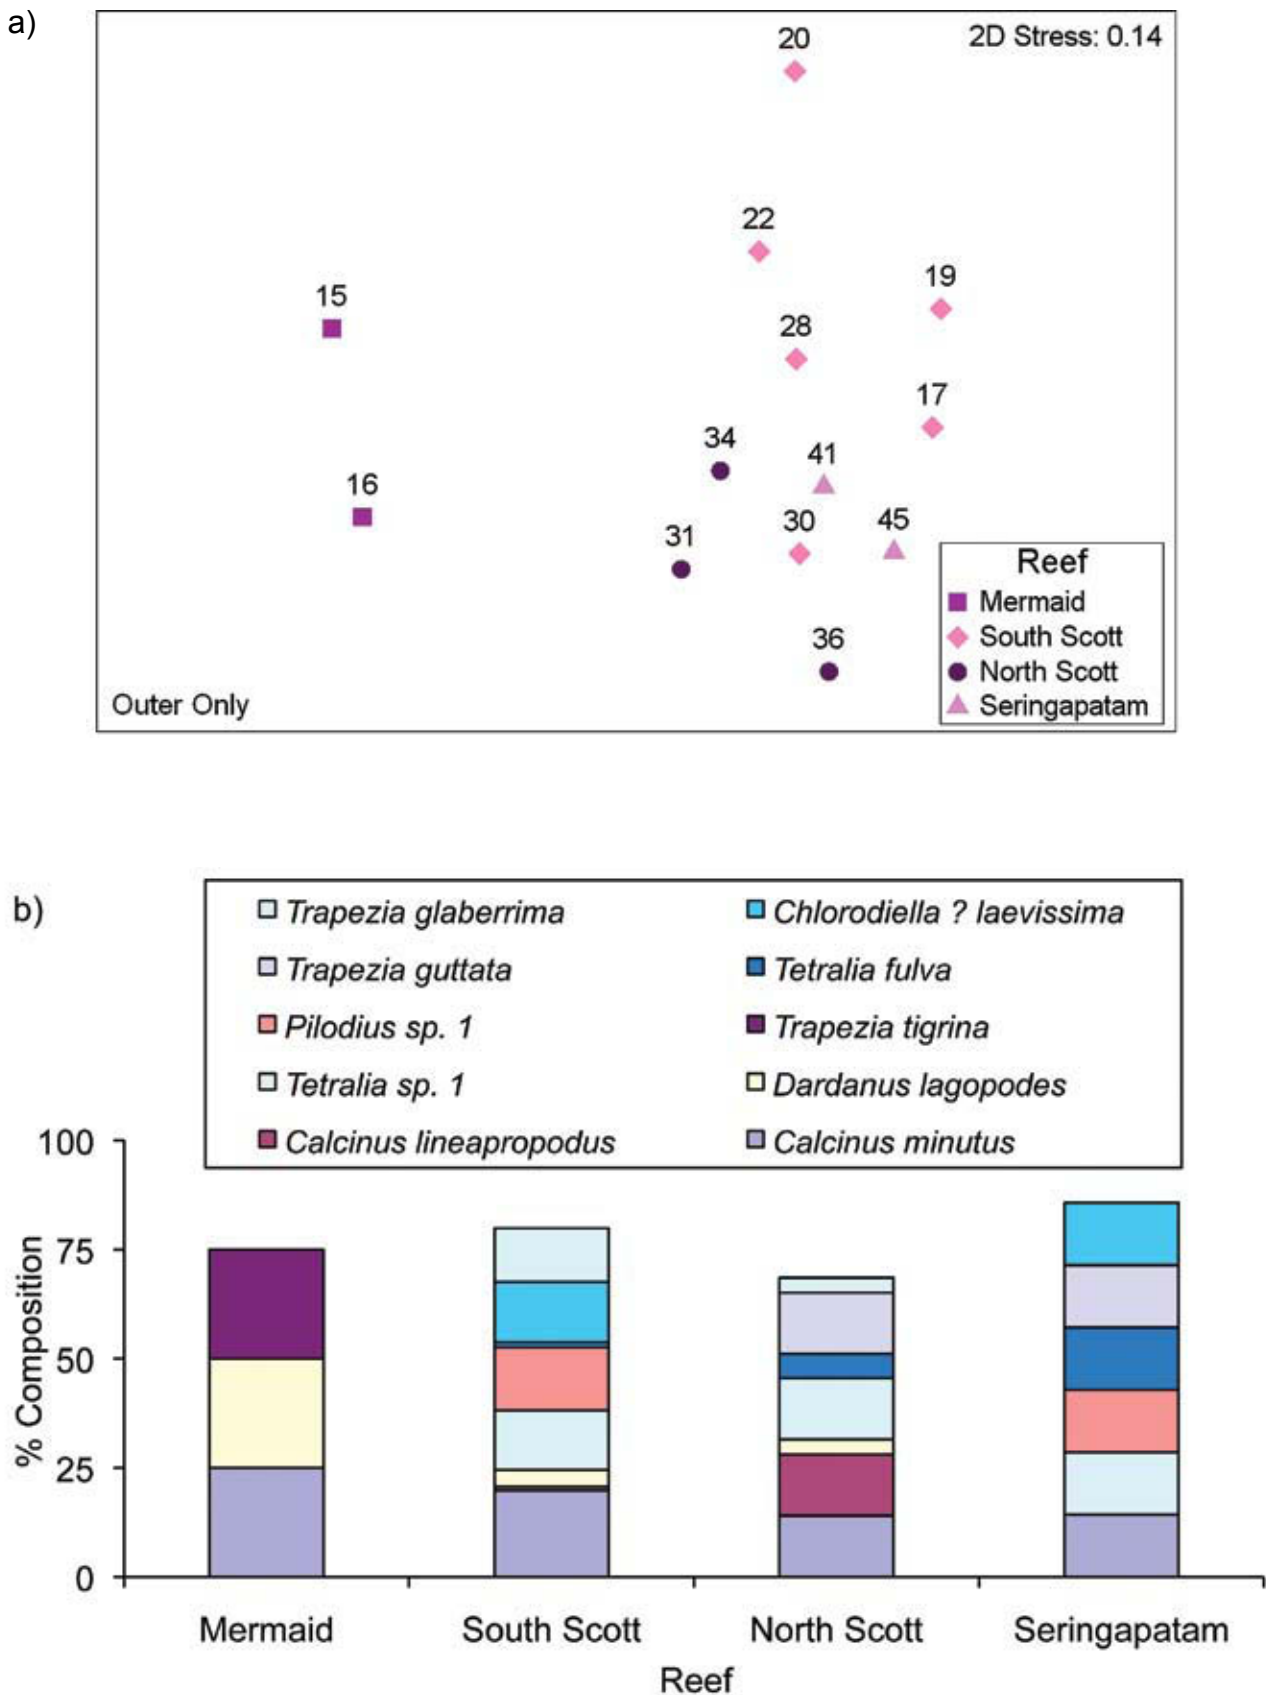 a)
2D Stress: 0.14
20
22
19
15
28
17
34
41
16
30
45
31
36
Reef
Mermaid
South Scott
North Scott
Seringapatam
Outer Only
b)
Trapezia glaberrima
Chlorodiella ? laevissima
Trapezia guttata
Tetralia fulva
Pilodius sp. 1
Trapezia tigrina
Tetralia sp. 1
Dardanus lagopodes
Calcinus lineapropodus
Calcinus minutus
100
75
50
25
0
% Composition
Mermaid
South Scott
North Scott
Seringapatam
Reef